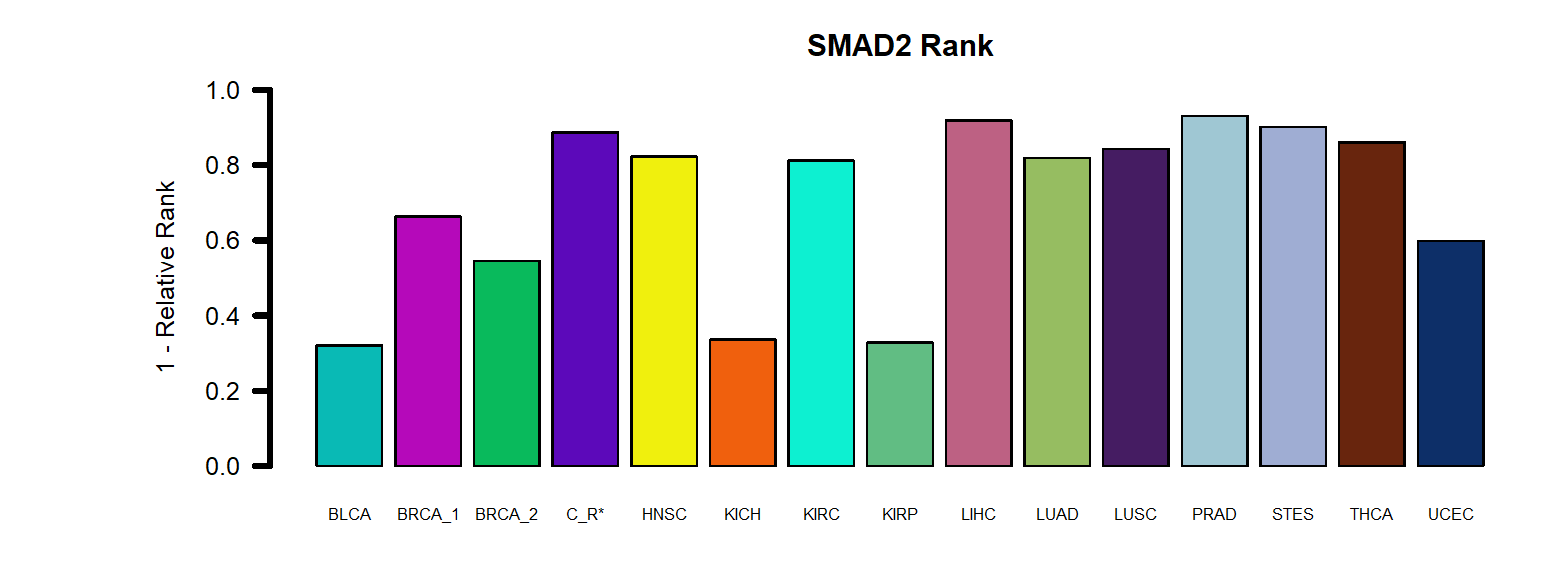 SMAD2 Rank
1 - Relative Rank
1.0
0.8
0.6
0.4
0.2
0.0
BLCA BRCA_1 BRCA_2 C_R* HNSC KICH KIRC KIRP LIHC LUAD LUSC PRAD STES THCA UCEC